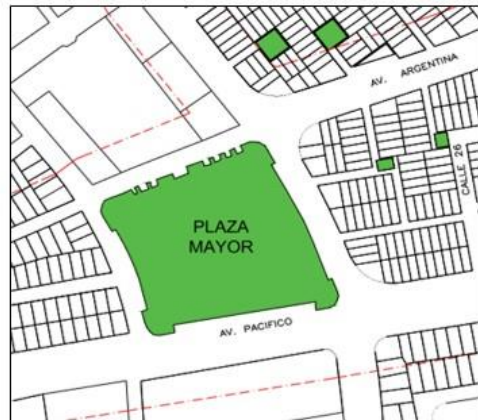 AV. ARGENTINA
CALLE 26
PLAZA
MAYOR
AV. PACIFICO